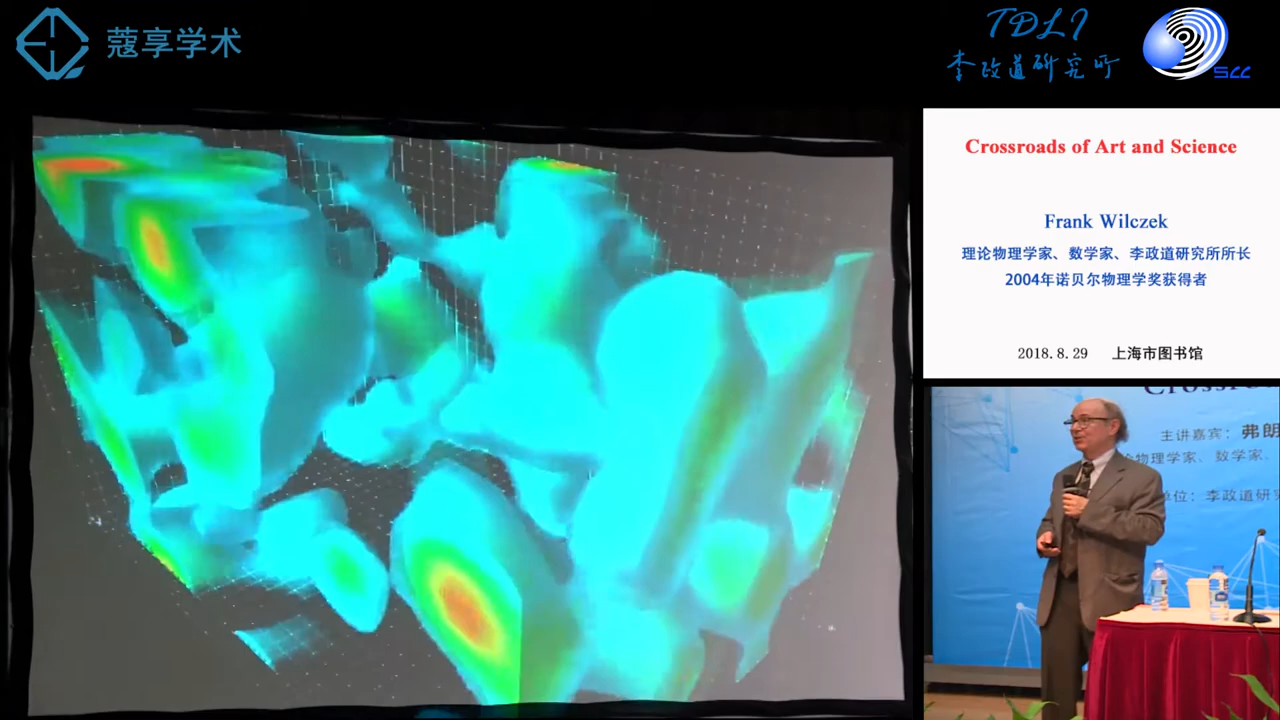 蔻享学术
TDLI
李政道研究所
SCC
Crossroads of Art and Science
Frank Wilczek
理论物理学家、数学家、李政道研究所所长
2004年诺贝尔物理学奖获得者
2018.8.29 上海市图书馆
主讲嘉宾：弗朗
物理学家、数学家、
位：李政道研